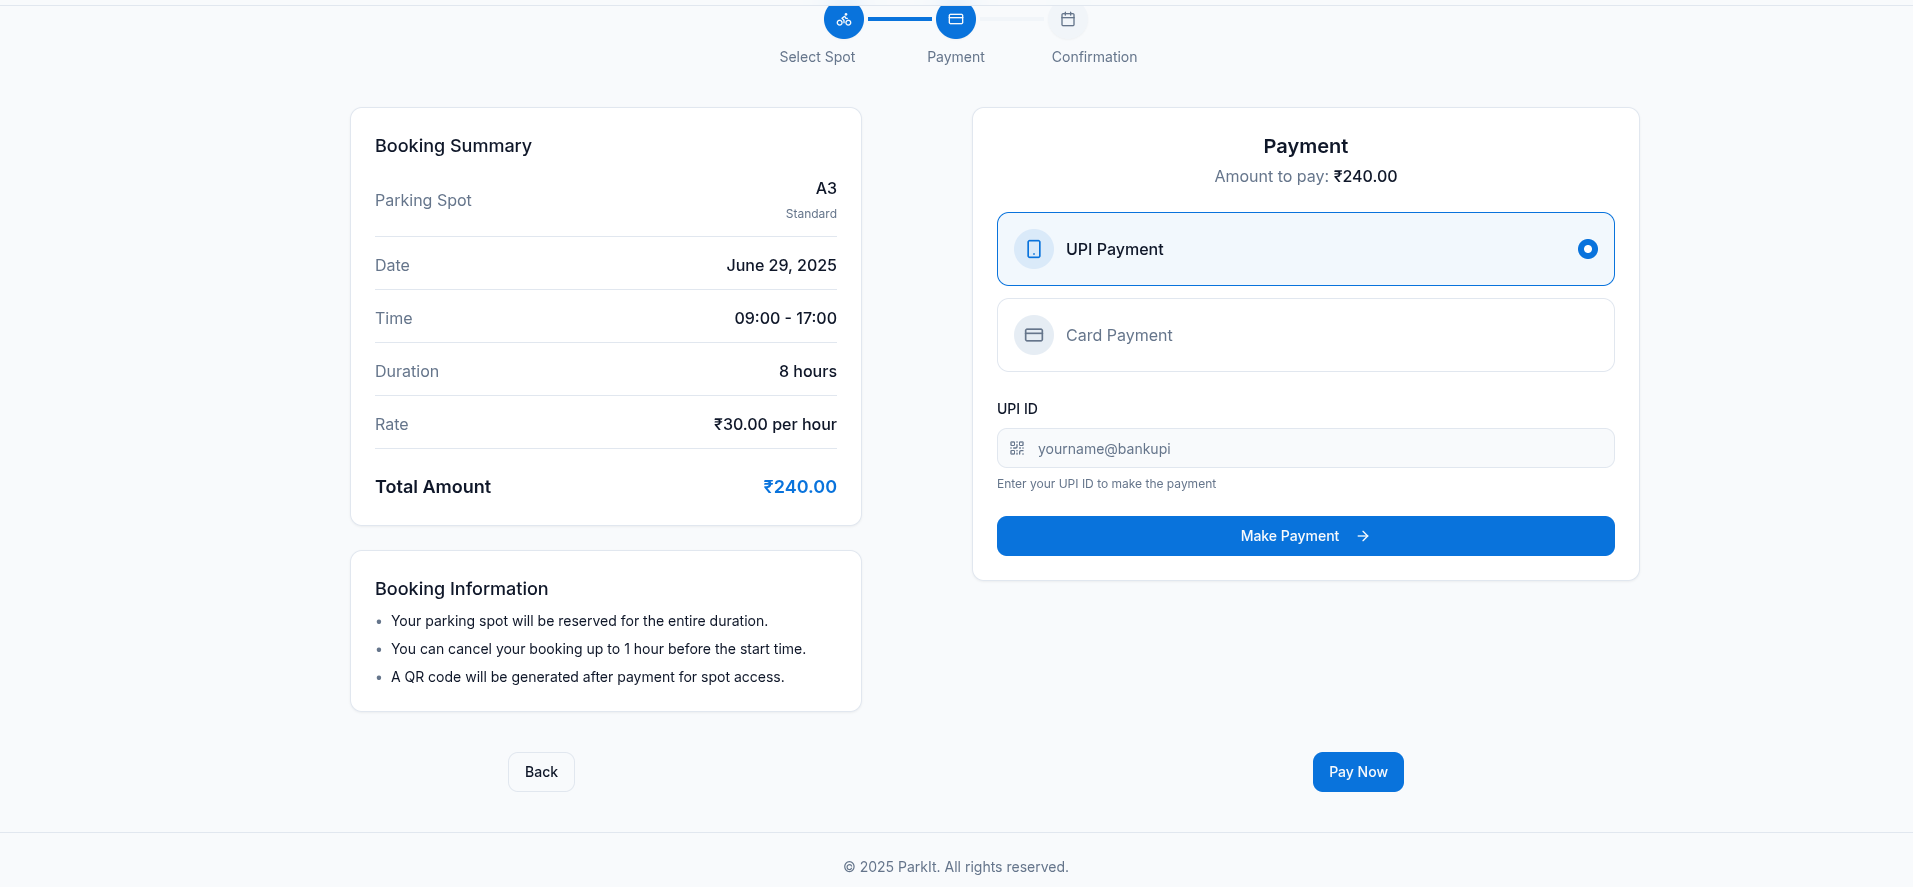 Select Spot
Payment
Confirmation
Booking Summary
Parking Spot
A3
Standard
Date
June 29, 2025
Time
09:00 - 17:00
Duration
8 hours
Rate
₹30.00 per hour
Total Amount
₹240.00
Booking Information
• Your parking spot will be reserved for the entire duration.
• You can cancel your booking up to 1 hour before the start time.
• A QR code will be generated after payment for spot access.
Payment
Amount to pay: ₹240.00
UPI Payment
Card Payment
UPI ID
yourname@bankupi
Enter your UPI ID to make the payment
Make Payment →
Back
Pay Now
© 2025 ParkIt. All rights reserved.